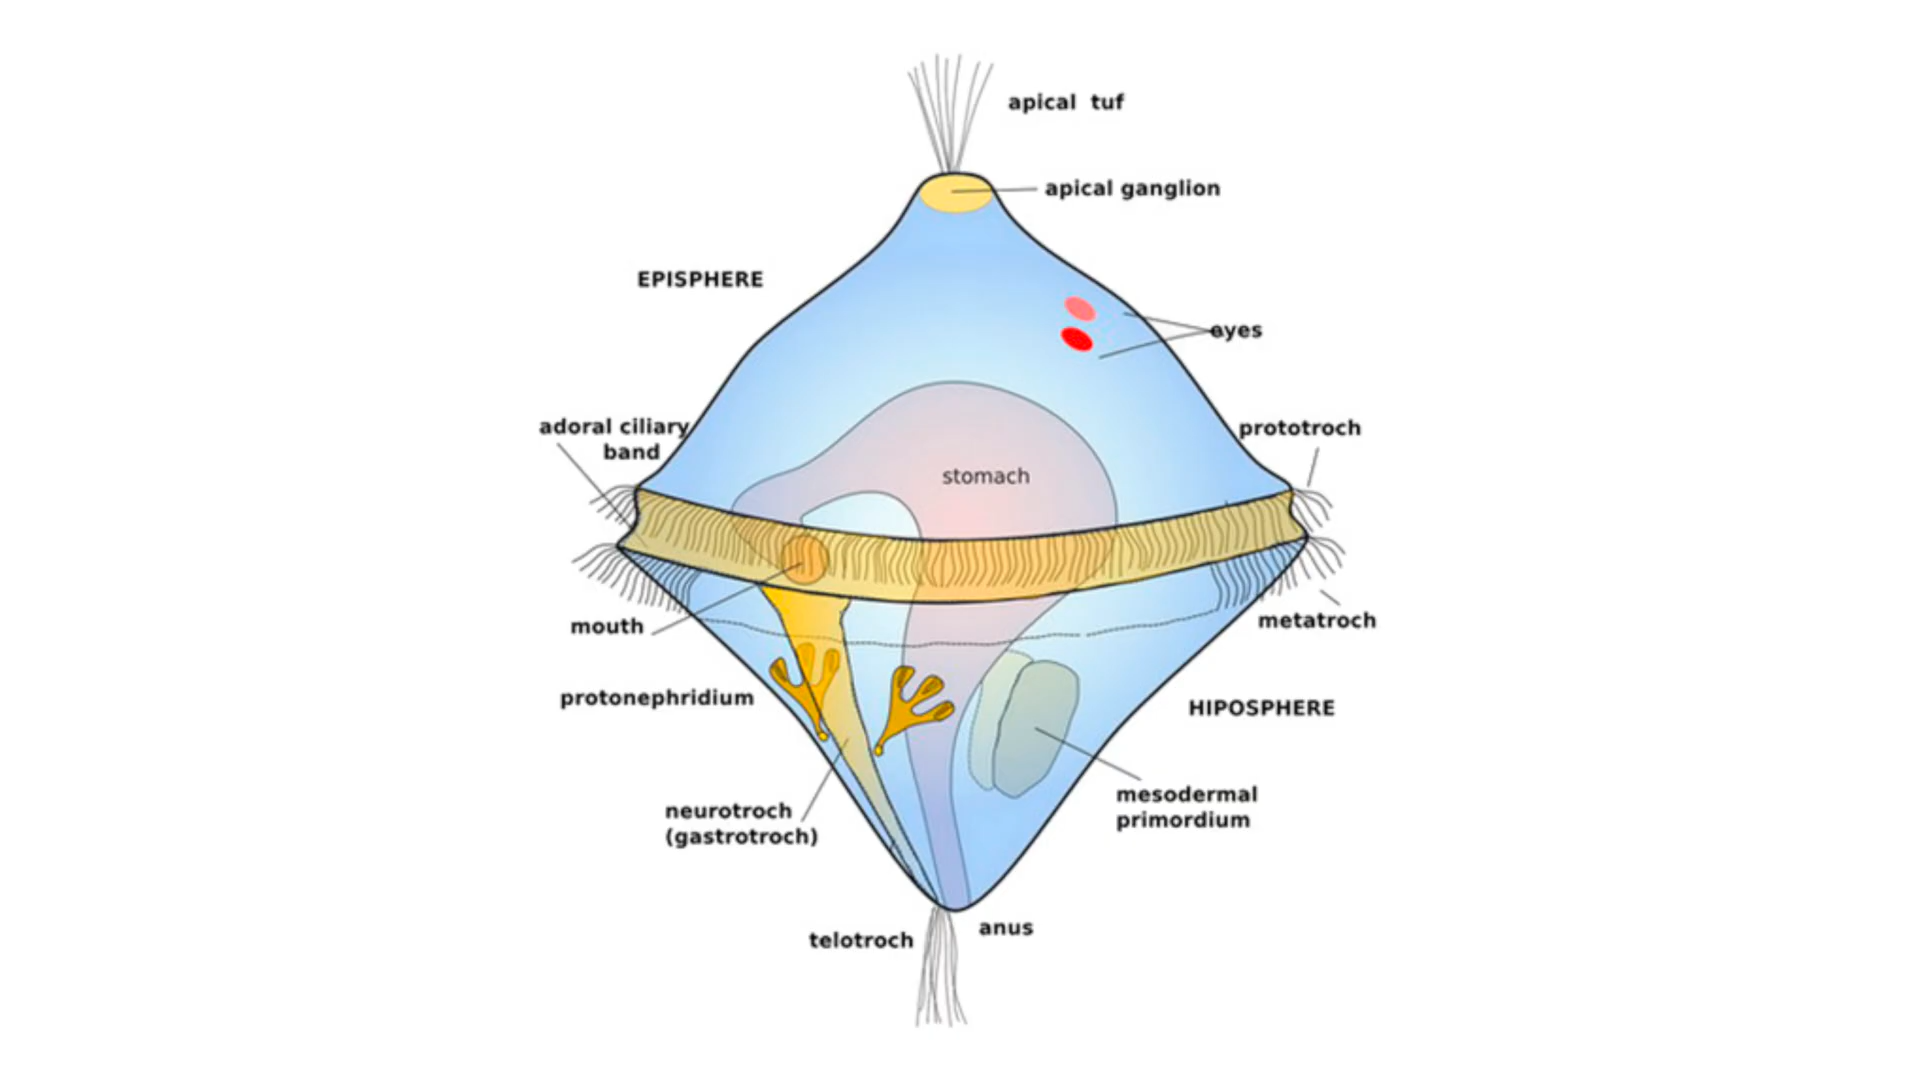 apical tuf
apical ganglion
EPISPHERE
eyes
adoral ciliary
band
prototroch
stomach
mouth
metatroch
protonephridium
HIPOSPHERE
mesodermal
primordium
neurotroch
(gastrotroch)
telotroch
anus